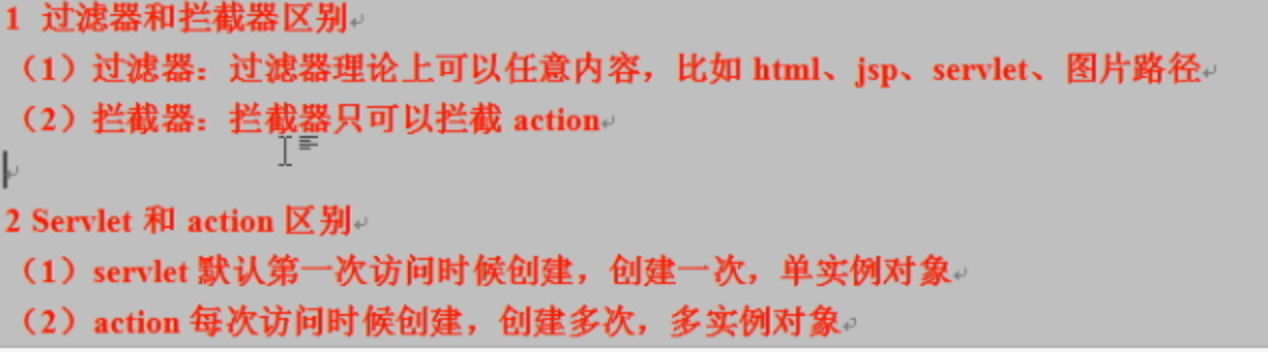 1 过滤器和拦截器区别
（1）过滤器：过滤器理论上可以任意内容，比如 html、jsp、servlet、图片路径
（2）拦截器：拦截器只可以拦截 action
2 Servlet 和 action 区别
（1）servlet 默认第一次访问时候创建，创建一次，单实例对象
（2）action 每次访问时候创建，创建多次，多实例对象